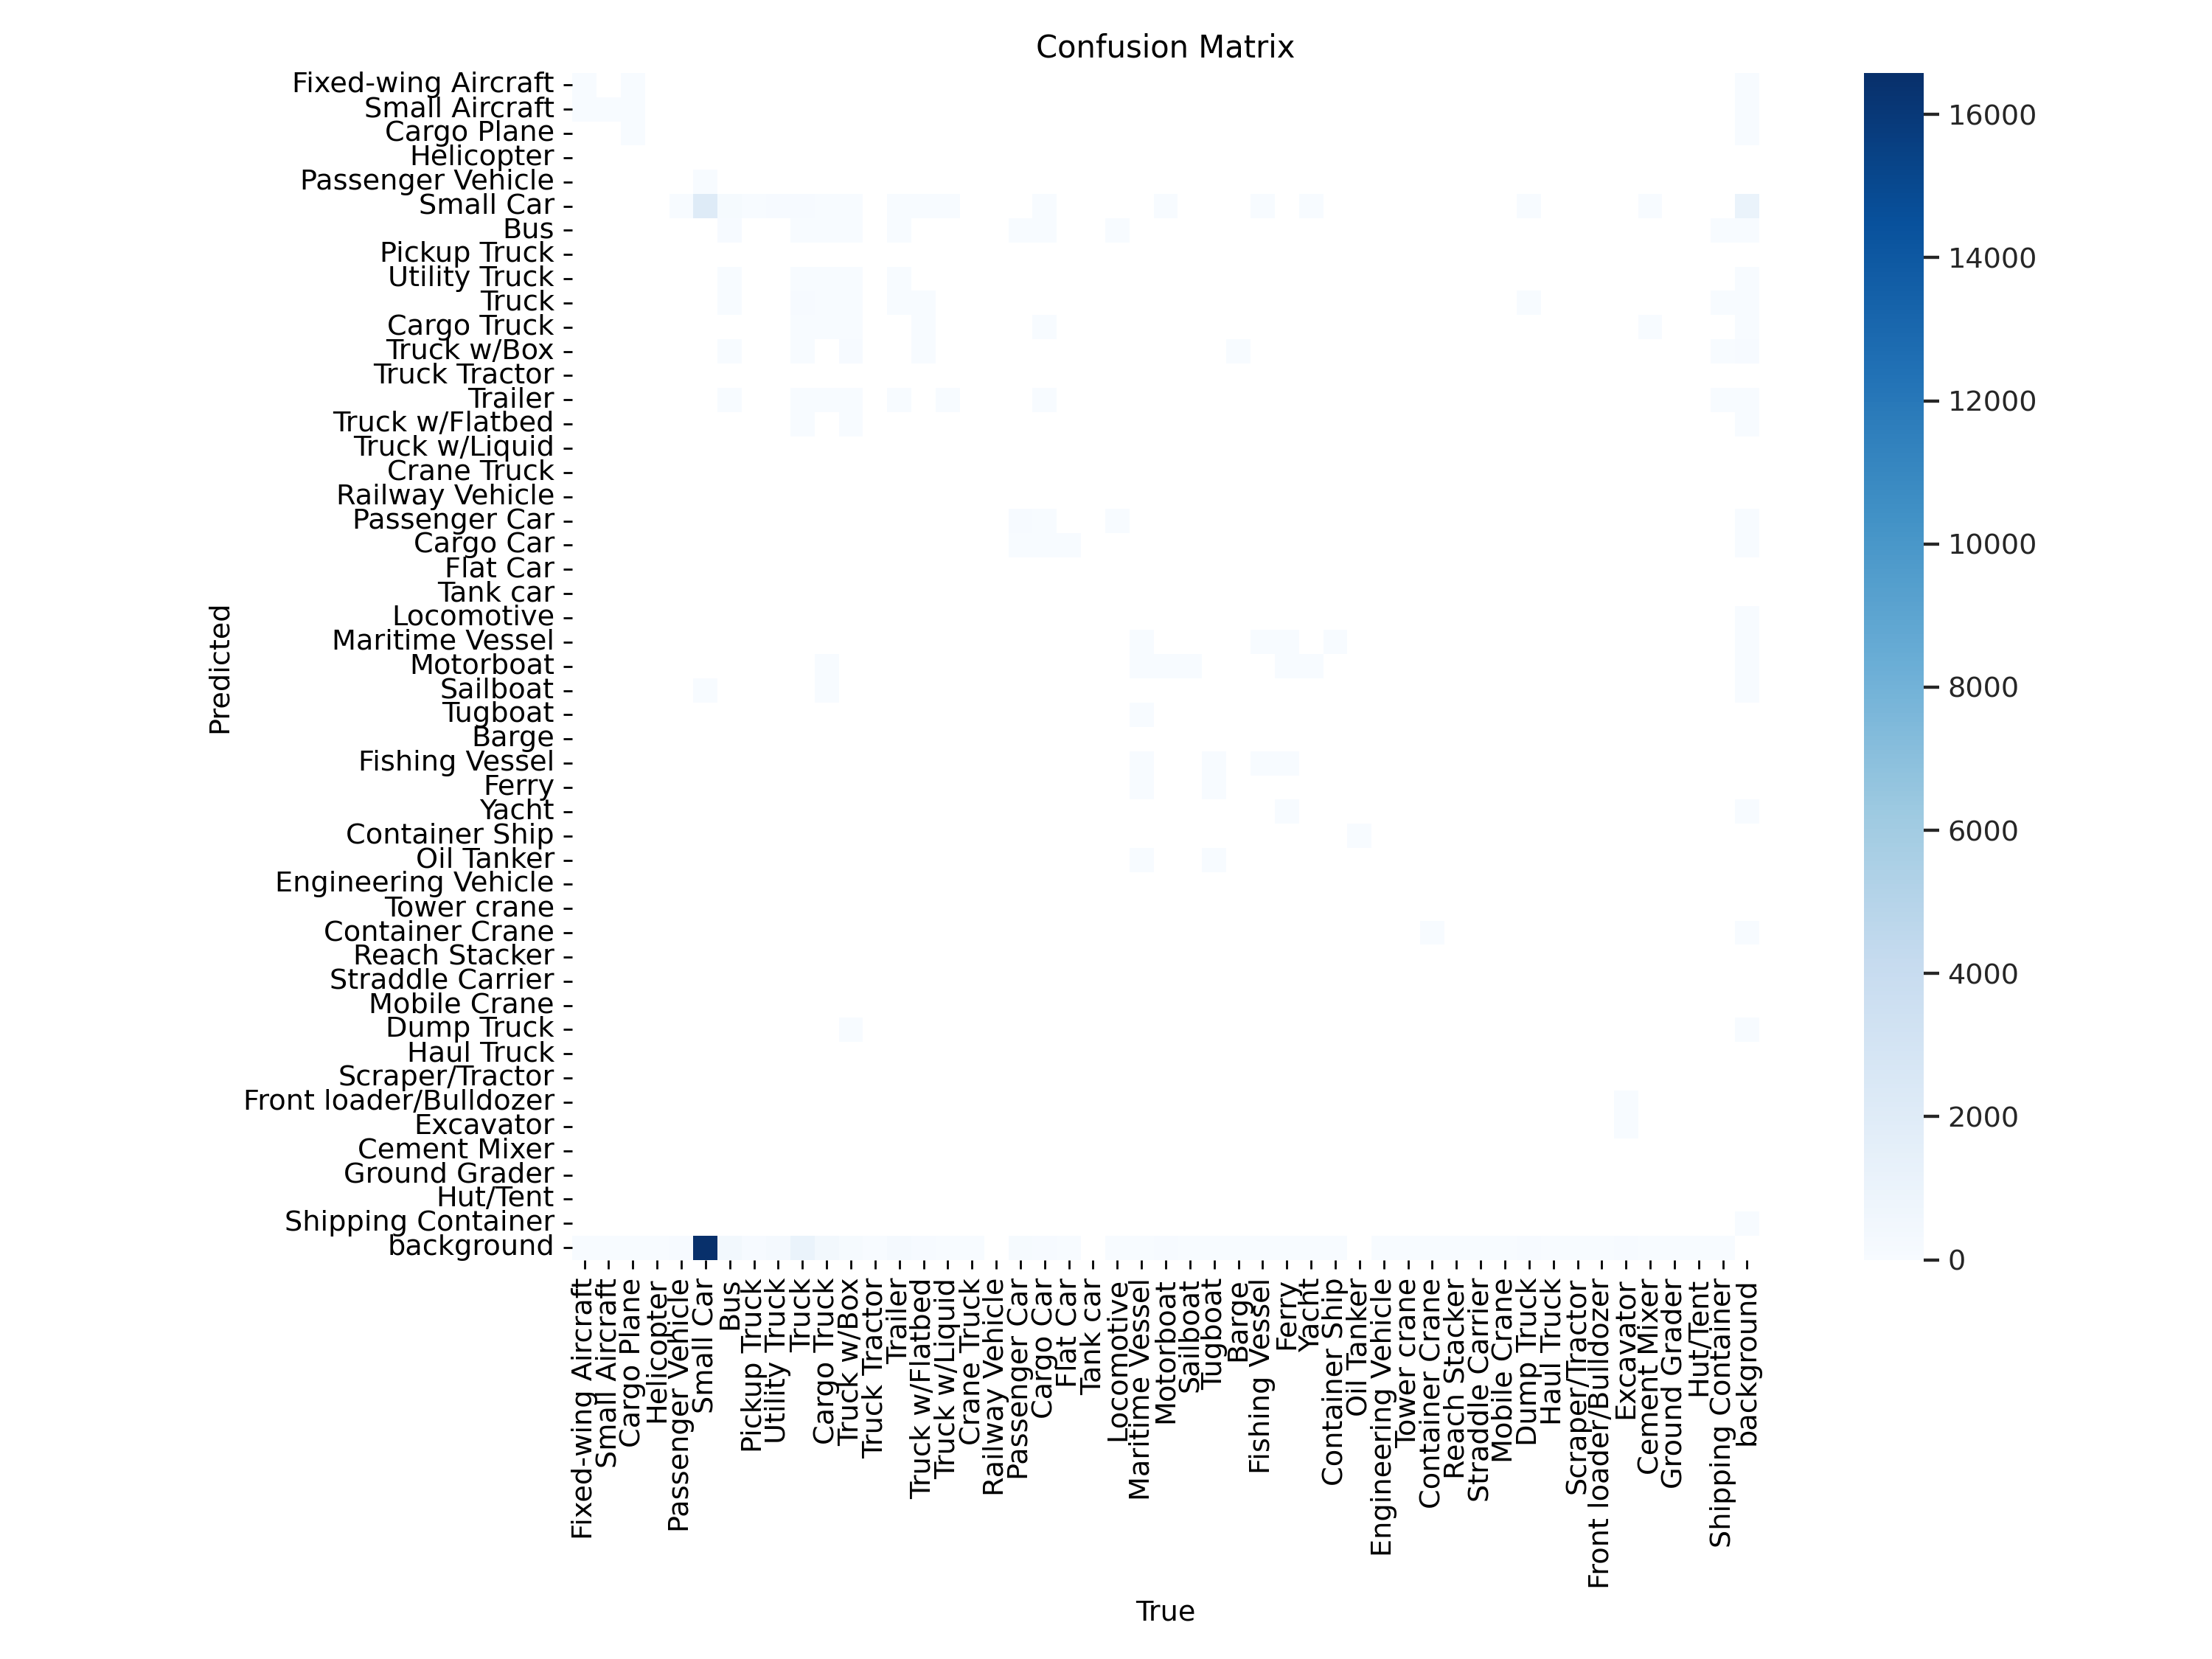 Confusion Matrix
Predicted
Fixed-wing Aircraft
Small Aircraft
Cargo Plane
Helicopter
Passenger Vehicle
Small Car
Bus
Pickup Truck
Utility Truck
Truck
Cargo Truck
Truck w/Box
Truck Tractor
Trailer
Truck w/Flatbed
Truck w/Liquid
Crane Truck
Railway Vehicle
Passenger Car
Cargo Car
Flat Car
Tank car
Locomotive
Maritime Vessel
Motorboat
Sailboat
Tugboat
Barge
Fishing Vessel
Ferry
Yacht
Container Ship
Oil Tanker
Engineering Vehicle
Tower crane
Container Crane
Reach Stacker
Straddle Carrier
Mobile Crane
Dump Truck
Haul Truck
Scraper/Tractor
Front loader/Bulldozer
Excavator
Cement Mixer
Ground Grader
Hut/Tent
Shipping Container
background
Fixed-wing Aircraft
Small Aircraft
Cargo Plane
Helicopter
Passenger Vehicle
Small Car
Bus
Pickup Truck
Utility Truck
Truck
Cargo Truck
Truck w/Box
Truck Tractor
Trailer
Truck w/Flatbed
Truck w/Liquid
Crane Truck
Railway Vehicle
Passenger Car
Cargo Car
Flat Car
Tank car
Locomotive
Maritime Vessel
Motorboat
Sailboat
Tugboat
Barge
Fishing Vessel
Ferry
Yacht
Container Ship
Oil Tanker
Engineering Vehicle
Tower crane
Container Crane
Reach Stacker
Straddle Carrier
Mobile Crane
Dump Truck
Haul Truck
Scraper/Tractor
Front loader/Bulldozer
Excavator
Cement Mixer
Ground Grader
Hut/Tent
Shipping Container
background
True
16000
14000
12000
10000
8000
6000
4000
2000
0